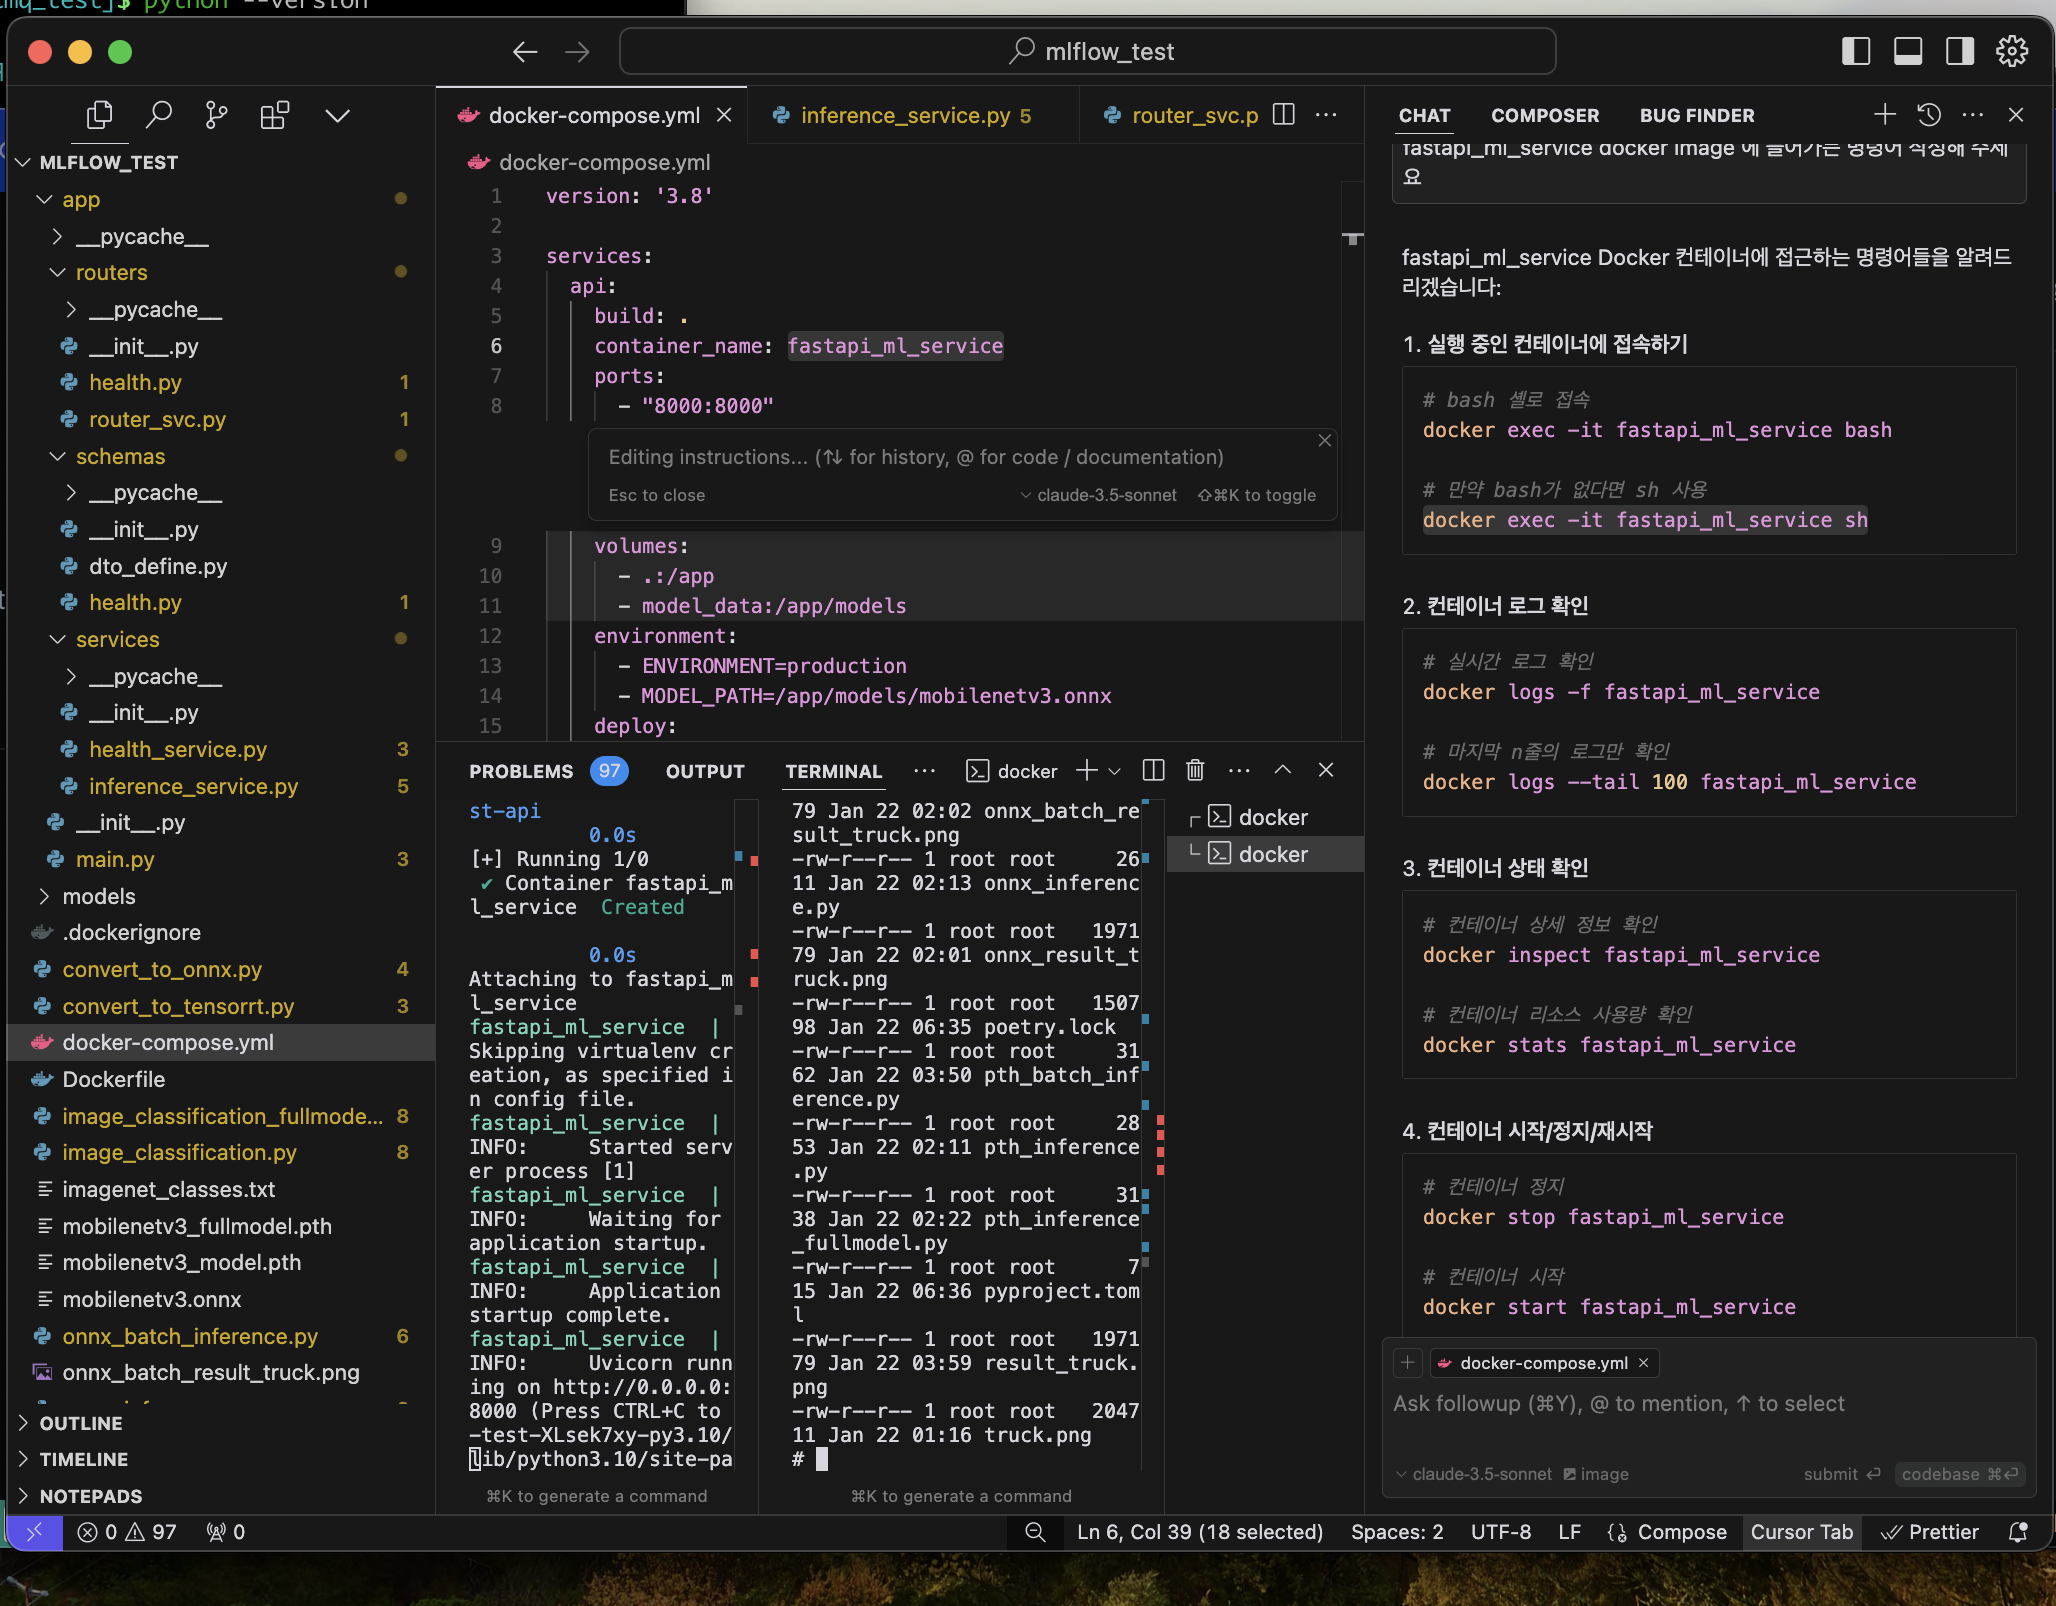 mq_test]$ python --version
mlflow_test
MLFLOW_TEST
app
__pycache__
routers
__pycache__
__init__.py
health.py 1
router_svc.py 1
schemas
__pycache__
__init__.py
dto_define.py
health.py 1
services
__pycache__
__init__.py
health_service.py 3
inference_service.py 5
__init__.py
main.py 3
models
.dockerignore
convert_to_onnx.py 4
convert_to_tensorrt.py 3
docker-compose.yml
Dockerfile
image_classification_fullmode... 8
image_classification.py 8
imagenet_classes.txt
mobilenetv3_fullmodel.pth
mobilenetv3_model.pth
mobilenetv3.onnx
onnx_batch_inference.py 6
onnx_batch_result_truck.png
OUTLINE
TIMELINE
NOTEPADS
docker-compose.yml
inference_service.py 5
router_svc.p
docker-compose.yml
1 version: '3.8'
2
3 services:
4 api:
5 build: .
6 container_name: fastapi_ml_service
7 ports:
8 - "8000:8000"
Editing instructions... (⇅ for history, @ for code / documentation)
Esc to close claude-3.5-sonnet ⇧⌘K to toggle
9 volumes:
10 - .:/app
11 - model_data:/app/models
12 environment:
13 - ENVIRONMENT=production
14 - MODEL_PATH=/app/models/mobilenetv3.onnx
15 deploy:
PROBLEMS 97 OUTPUT TERMINAL ··· docker
st-api
0.0s
[+] Running 1/0
✔ Container fastapi_m
l_service Created
0.0s
Attaching to fastapi_m
l_service
fastapi_ml_service |
Skipping virtualenv cr
eation, as specified i
n config file.
fastapi_ml_service |
INFO: Started serv
er process [1]
fastapi_ml_service |
INFO: Waiting for
application startup.
fastapi_ml_service |
INFO: Application
startup complete.
fastapi_ml_service |
INFO: Uvicorn runn
ing on http://0.0.0.0:
8000 (Press CTRL+C to
-test-XLsek7xy-py3.10/
lib/python3.10/site-pa
⌘K to generate a command
79 Jan 22 02:02 onnx_batch_re
sult_truck.png
-rw-r--r-- 1 root root 26
11 Jan 22 02:13 onnx_inferenc
e.py
-rw-r--r-- 1 root root 1971
79 Jan 22 02:01 onnx_result_t
ruck.png
-rw-r--r-- 1 root root 1507
98 Jan 22 06:35 poetry.lock
-rw-r--r-- 1 root root 31
62 Jan 22 03:50 pth_batch_inf
erence.py
-rw-r--r-- 1 root root 28
53 Jan 22 02:11 pth_inference
.py
-rw-r--r-- 1 root root 31
38 Jan 22 02:22 pth_inference
_fullmodel.py
-rw-r--r-- 1 root root 7
15 Jan 22 06:36 pyproject.tom
l
-rw-r--r-- 1 root root 1971
79 Jan 22 03:59 result_truck.
png
-rw-r--r-- 1 root root 2047
11 Jan 22 01:16 truck.png
#
⌘K to generate a command
docker
docker
CHAT COMPOSER BUG FINDER
fastapi_ml_service docker image 에 들어가는 명령어 작성해 주세
요
fastapi_ml_service Docker 컨테이너에 접근하는 명령어들을 알려드
리겠습니다:
1. 실행 중인 컨테이너에 접속하기
# bash 셸로 접속
docker exec -it fastapi_ml_service bash
# 만약 bash가 없다면 sh 사용
docker exec -it fastapi_ml_service sh
2. 컨테이너 로그 확인
# 실시간 로그 확인
docker logs -f fastapi_ml_service
# 마지막 n줄의 로그만 확인
docker logs --tail 100 fastapi_ml_service
3. 컨테이너 상태 확인
# 컨테이너 상세 정보 확인
docker inspect fastapi_ml_service
# 컨테이너 리소스 사용량 확인
docker stats fastapi_ml_service
4. 컨테이너 시작/정지/재시작
# 컨테이너 정지
docker stop fastapi_ml_service
# 컨테이너 시작
docker start fastapi_ml_service
docker-compose.yml
Ask followup (⌘Y), @ to mention, ↑ to select
claude-3.5-sonnet image submit ⏎ codebase ⌘⏎
0 97 0
Ln 6, Col 39 (18 selected) Spaces: 2 UTF-8 LF Compose Cursor Tab Prettier